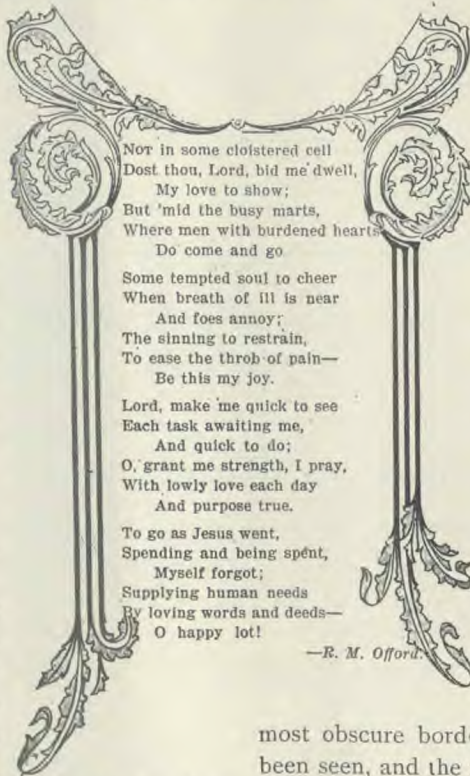 NOT in some cloistered cell
Dost thou, Lord, bid me dwell,
My love to show;
But 'mid the busy marts,
Where men with burdened hearts
Do come and go
Some tempted soul to cheer
When breath of ill is near
And foes annoy;
The sinning to restrain,
To ease the throb of pain—
Be this my joy.
Lord, make me quick to see
Each task awaiting me,
And quick to do;
O, grant me strength, I pray,
With lowly love each day
And purpose true.
To go as Jesus went,
Spending and being spent,
Myself forgot;
Supplying human needs
By loving words and deeds—
O happy lot!
—R. M. Offord.
most obscure bord
been seen, and the